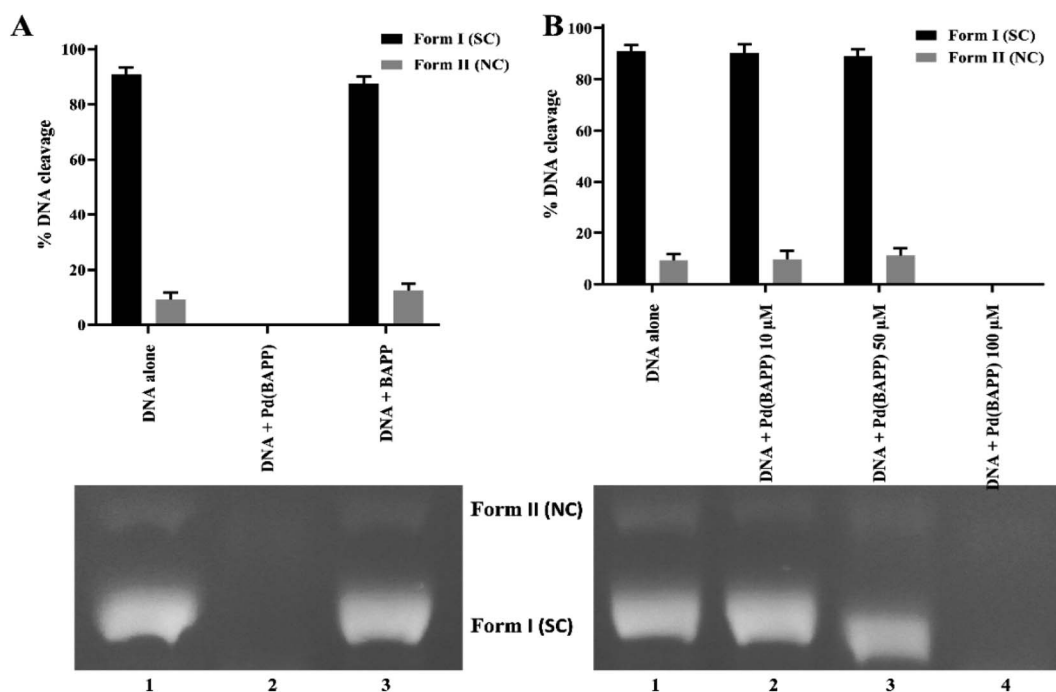 A
Form I (SC)
Form II (NC)
% DNA cleavage
100
80
60
40
20
0
DNA alone
DNA + Pd(BAPP)
DNA + BAPP
B
Form I (SC)
Form II (NC)
% DNA cleavage
100
80
60
40
20
0
DNA alone
DNA + Pd(BAPP) 10 µM
DNA + Pd(BAPP) 50 µM
DNA + Pd(BAPP) 100 µM
Form II (NC)
Form I (SC)
1 2 3
1 2 3 4